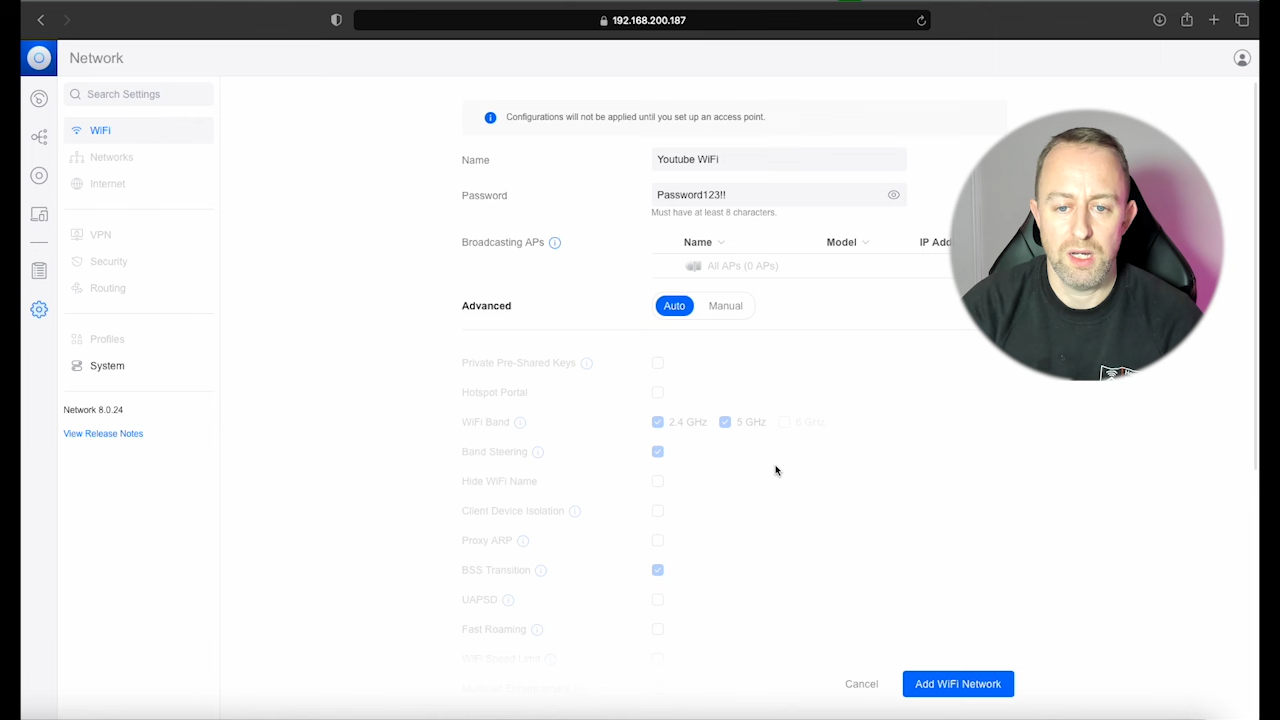 192.168.200.187
Network
Search Settings
WiFi
Networks
Internet
VPN
Security
Routing
Profiles
System
Network 8.0.24
View Release Notes
Configurations will not be applied until you set up an access point.
Name
Youtube WiFi
Password
Password123!!
Must have at least 8 characters.
Broadcasting APs
Name
Model
IP Add
All APs (0 APs)
Advanced
Auto
Manual
Private Pre-Shared Keys
Hotspot Portal
WiFi Band
2.4 GHz
5 GHz
6 GHz
Band Steering
Hide WiFi Name
Client Device Isolation
Proxy ARP
BSS Transition
UAPSD
Fast Roaming
WiFi Speed Limit
Cancel
Add WiFi Network